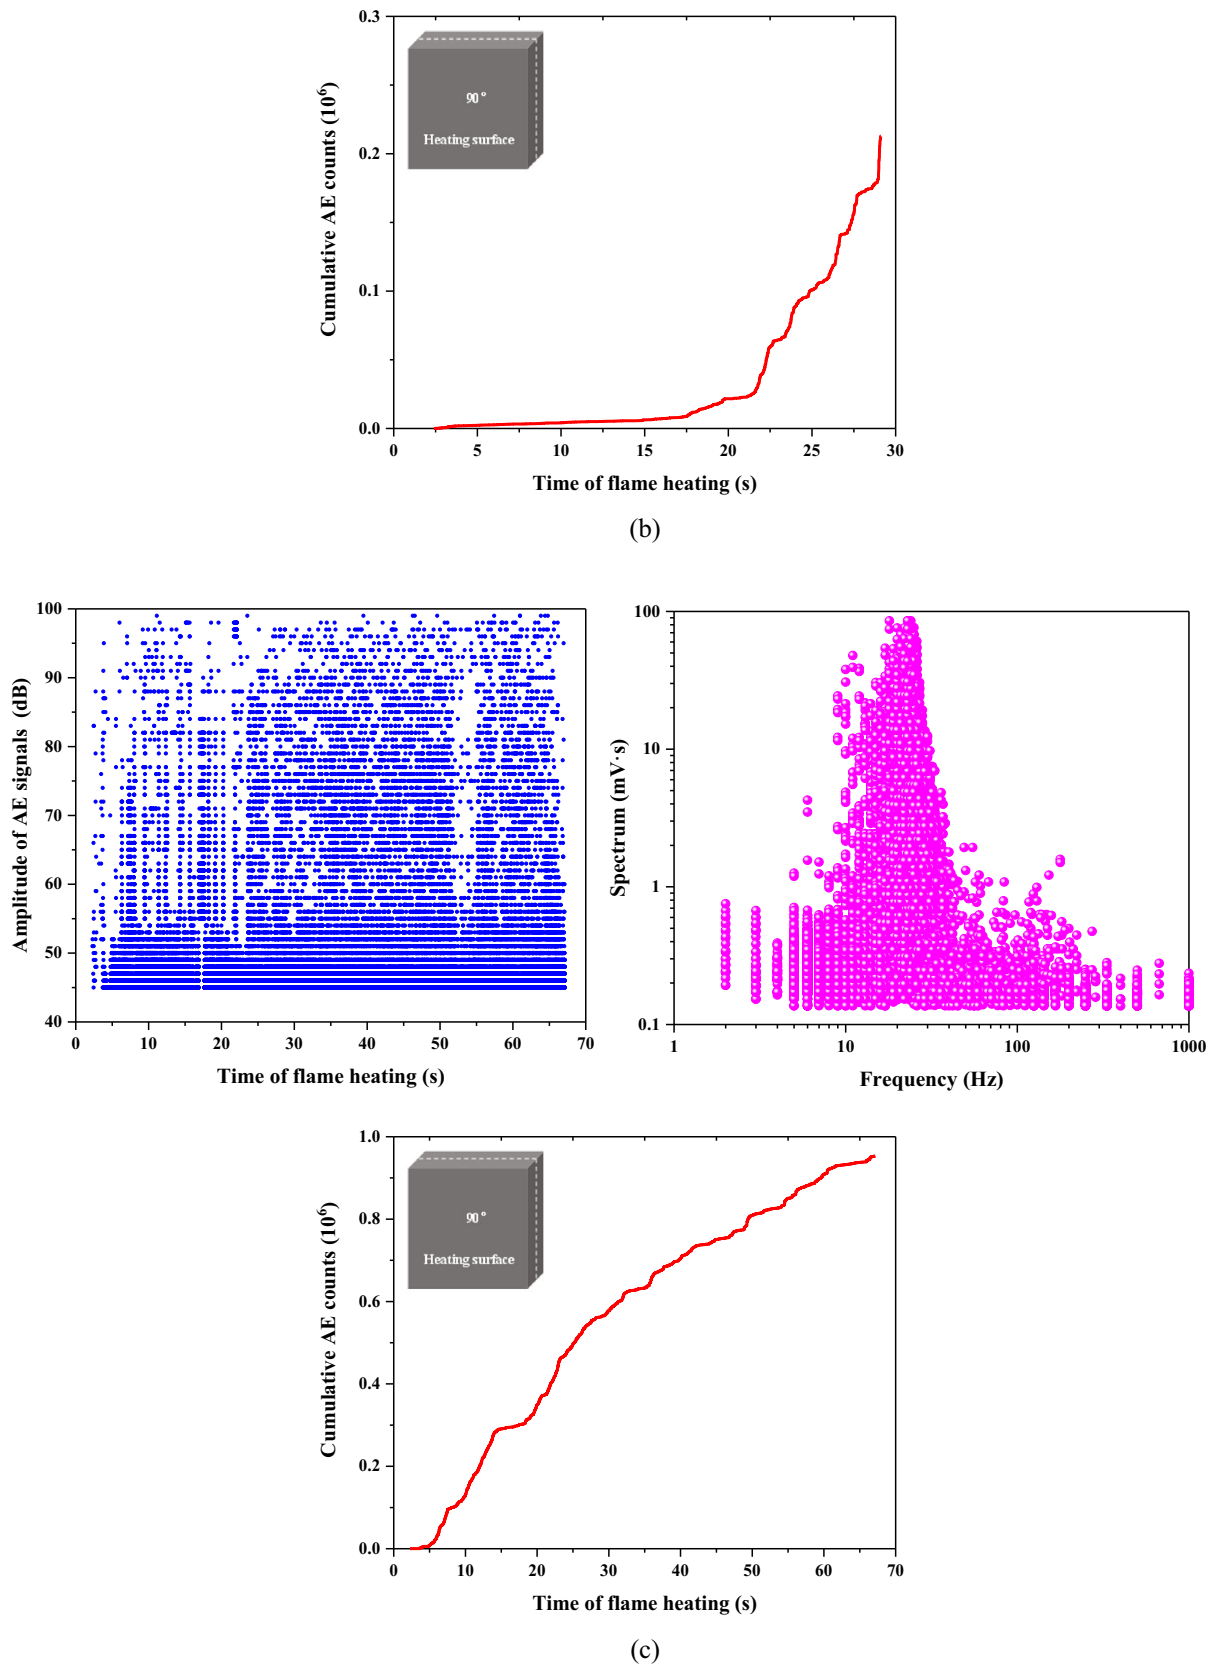 0.3
0.2
0.1
0.0
Cumulative AE counts (10⁶)
90°
Heating surface
0 5 10 15 20 25 30
Time of flame heating (s)
(b)
100
90
80
70
60
50
40
Amplitude of AE signals (dB)
0 10 20 30 40 50 60 70
Time of flame heating (s)
100
10
1
0.1
Spectrum (mV·s)
1 10 100 1000
Frequency (Hz)
1.0
0.8
0.6
0.4
0.2
0.0
Cumulative AE counts (10⁶)
90°
Heating surface
0 10 20 30 40 50 60 70
Time of flame heating (s)
(c)